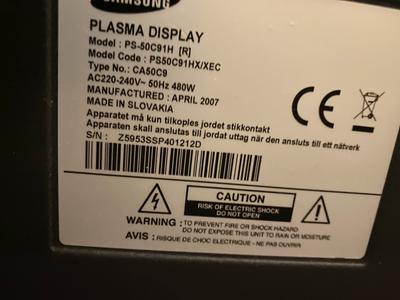 SAMSUNG
PLASMA DISPLAY
Model : PS-50C91H [R]
Model Code : PS50C91HX/XEC
Type No : CA50C9
AC220-240V~ 50Hz 480W
MANUFACTURED : APRIL 2007
MADE IN SLOVAKIA
Apparatet må kun tilkoples jordet stikkontakt
Apparaten skall anslutas till jordat uttag när den ansluts till ett nätverk
S/N : Z5953SSP401212D
CE
CAUTION
RISK OF ELECTRIC SHOCK
DO NOT OPEN
WARNING : TO PREVENT FIRE OR SHOCK HAZARD
DO NOT EXPOSE UNIT TO RAIN OR MOISTURE
AVIS : RISQUE DE CHOC ELECTRIQUE - NE PAS OUVRIR